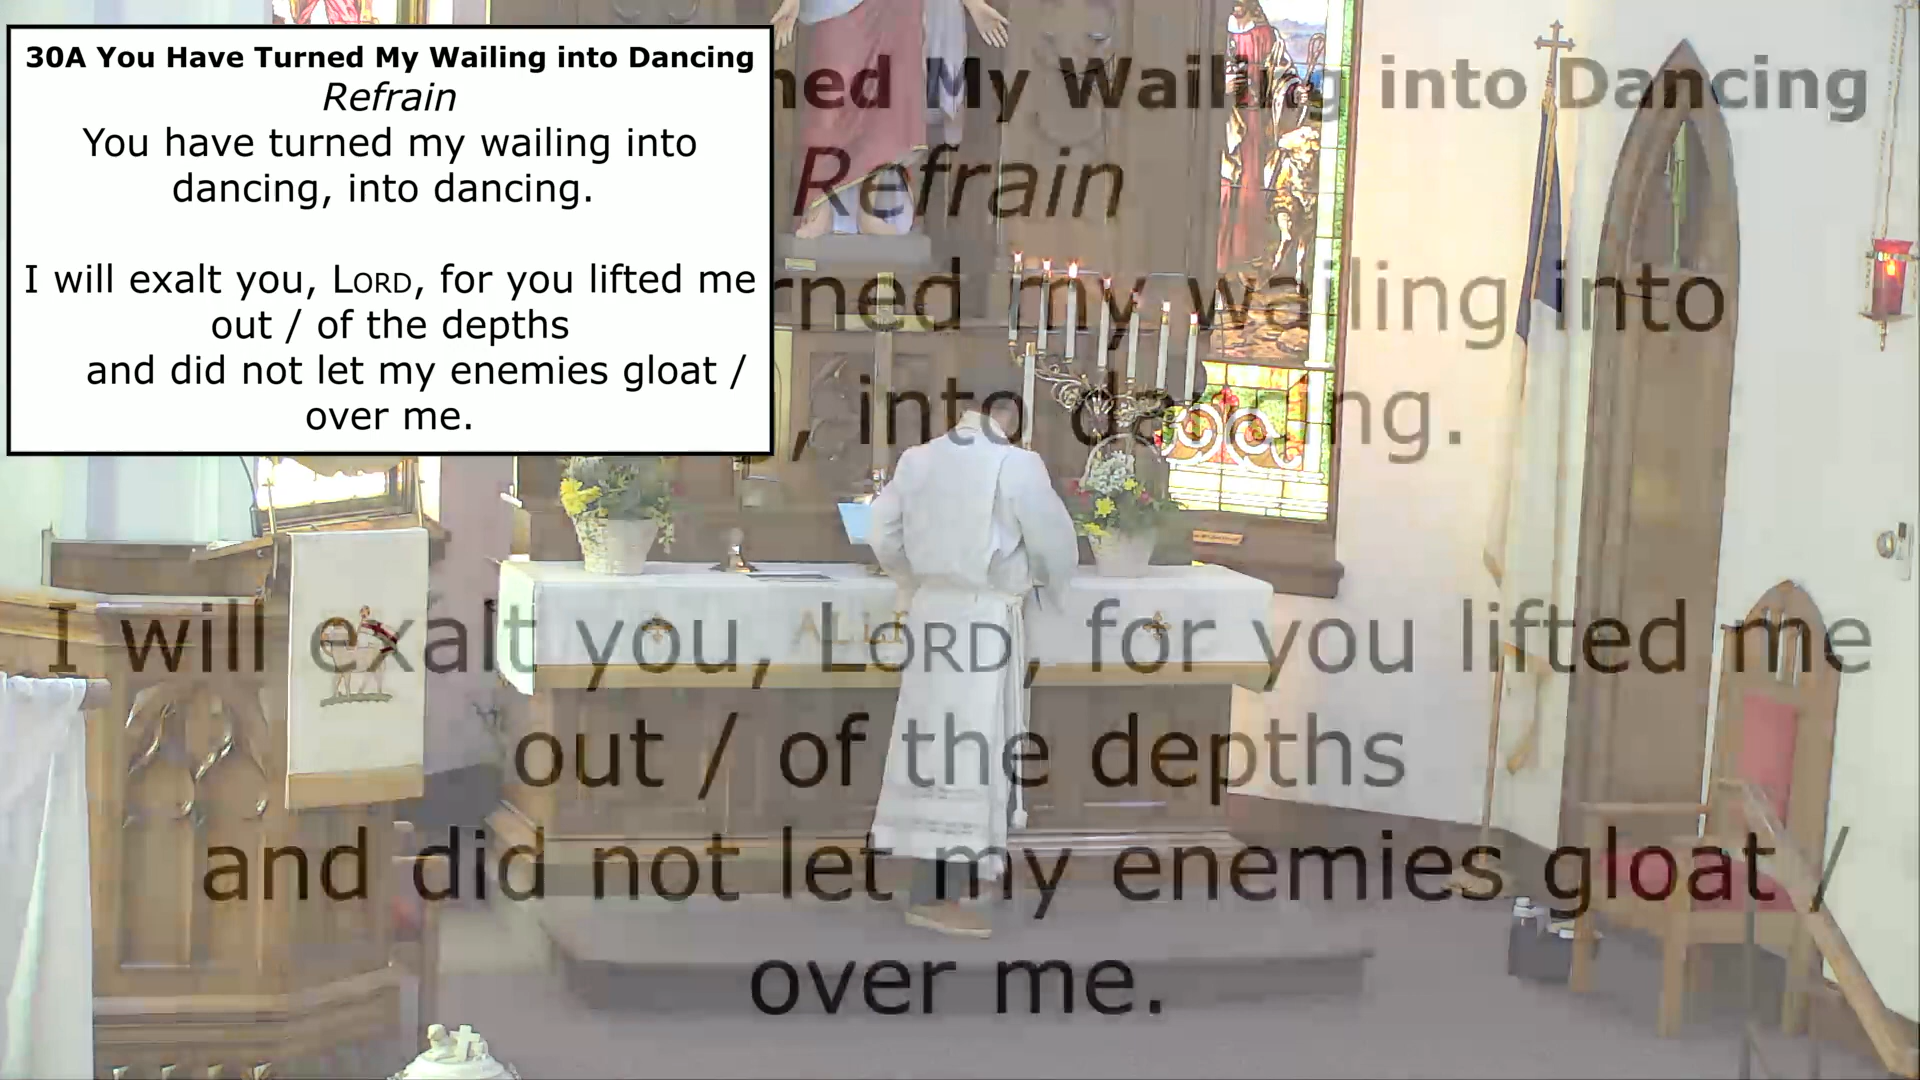 30A You Have Turned My Wailing into Dancing
Refrain
You have turned my wailing into
dancing, into dancing.
I will exalt you, LORD, for you lifted me
out / of the depths
and did not let my enemies gloat /
over me.
ned My Wailing into Dancing
Refrain
rned my wailing into
, into dancing.
I will exalt you, LORD, for you lifted me
out / of the depths
and did not let my enemies gloat /
over me.